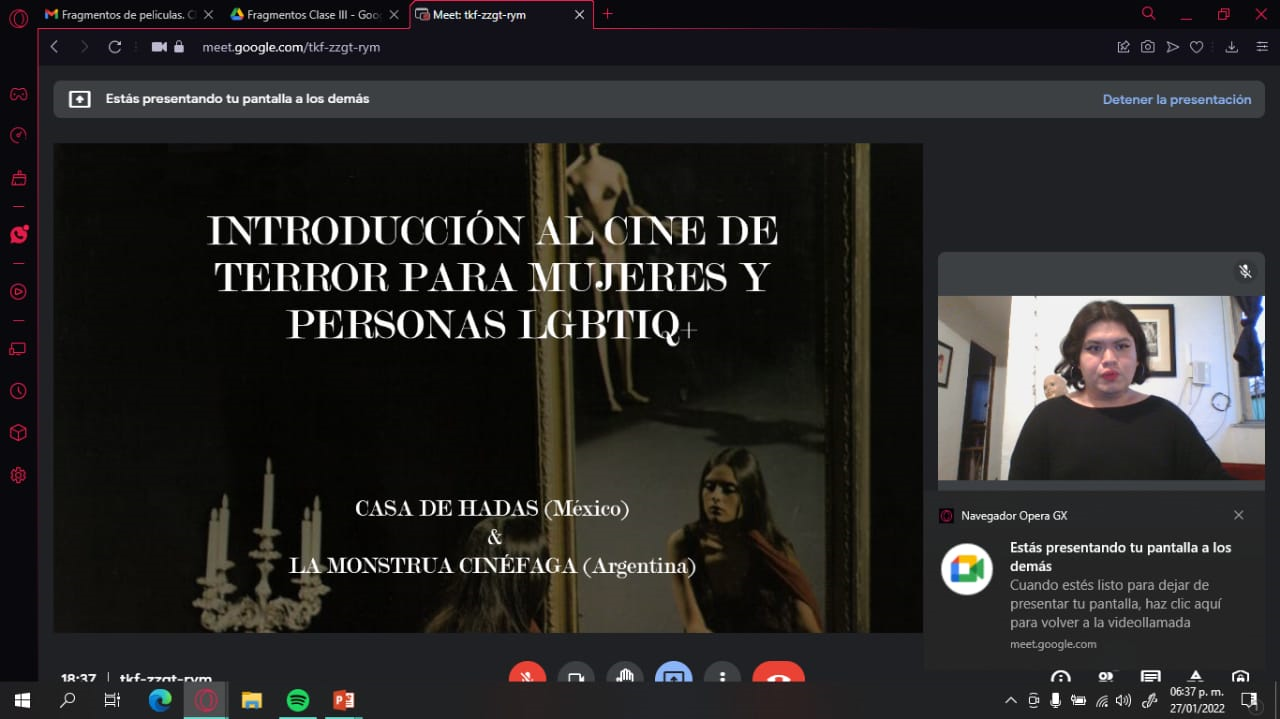 Fragmentos de películas. C
Fragmentos Clase III - Goo
Meet: tkf-zzgt-rym
meet.google.com/tkf-zzgt-rym
Estás presentando tu pantalla a los demás
Detener la presentación
INTRODUCCIÓN AL CINE DE
TERROR PARA MUJERES Y
PERSONAS LGBTIQ+
CASA DE HADAS (México)
&
LA MONSTRUA CINÉFAGA (Argentina)
Navegador Opera GX
Estás presentando tu pantalla a los
demás
Cuando estés listo para dejar de
presentar tu pantalla, haz clic aquí
para volver a la videollamada
meet.google.com
18:37 | tkf-zzgt-rym
06:37 p. m.
27/01/2022